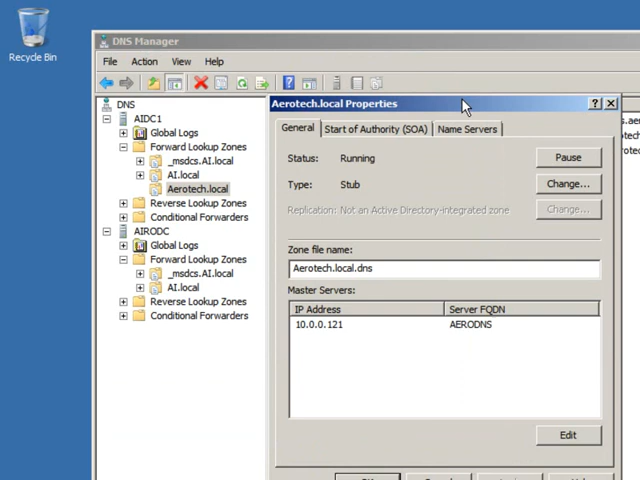 Recycle Bin
DNS Manager
File Action View Help
DNS
AIDC1
Global Logs
Forward Lookup Zones
_msdcs.AI.local
AI.local
Aerotech.local
Reverse Lookup Zones
Conditional Forwarders
AIRODC
Global Logs
Forward Lookup Zones
_msdcs.AI.local
AI.local
Reverse Lookup Zones
Conditional Forwarders
Aerotech.local Properties
General Start of Authority (SOA) Name Servers
Status: Running Pause
Type: Stub Change...
Replication: Not an Active Directory-integrated zone Change...
Zone file name:
Aerotech.local.dns
Master Servers:
IP Address Server FQDN
10.0.0.121 AERODNS
Edit